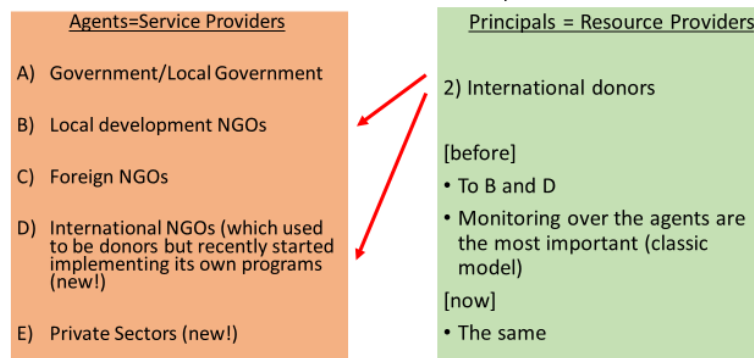 Agents=Service Providers
A) Government/Local Government
B) Local development NGOs
C) Foreign NGOs
D) International NGOs (which used
to be donors but recently started
implementing its own programs
(new!)
E) Private Sectors (new!)
Principals = Resource Providers
2) International donors
[before]
• To B and D
• Monitoring over the agents are
the most important (classic
model)
[now]
• The same